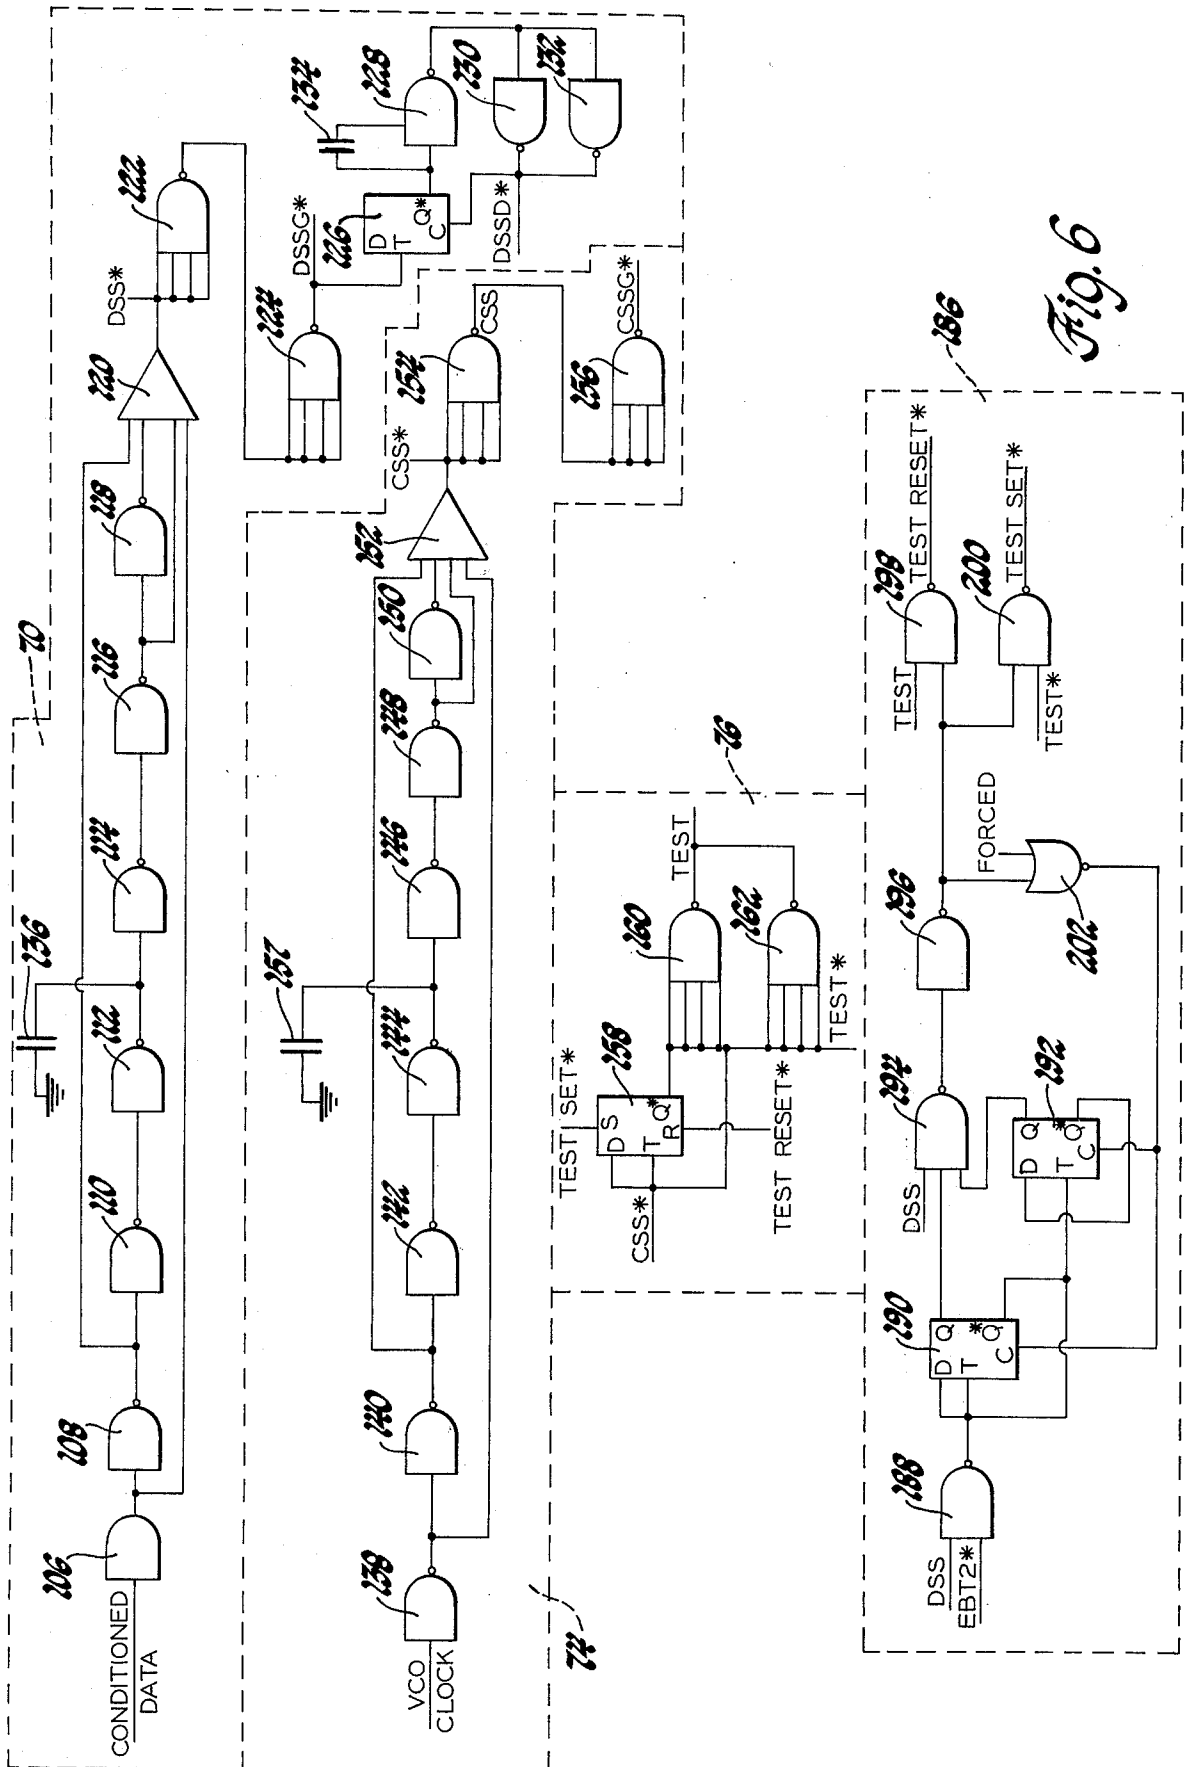 70
136
CONDITIONED
DATA
106
108
110
112
114
116
118
120
DSS*
122
124
DSSG*
126
D
T
Q*
C
134
128
130
132
DSSD*
VCO
CLOCK
138
140
142
144
157
146
148
150
152
CSS*
154
CSS
156
CSSG*
74
76
TEST SET*
158
D S
T *
R Q
CSS*
TEST RESET*
160
162
TEST
TEST*
186
DSS
EBT2*
188
190
D Q
T *
Q
C
192
D Q
T *
Q
C
DSS
194
196
FORCED
202
TEST
198
TEST RESET*
200
TEST SET*
TEST*
Fig. 6